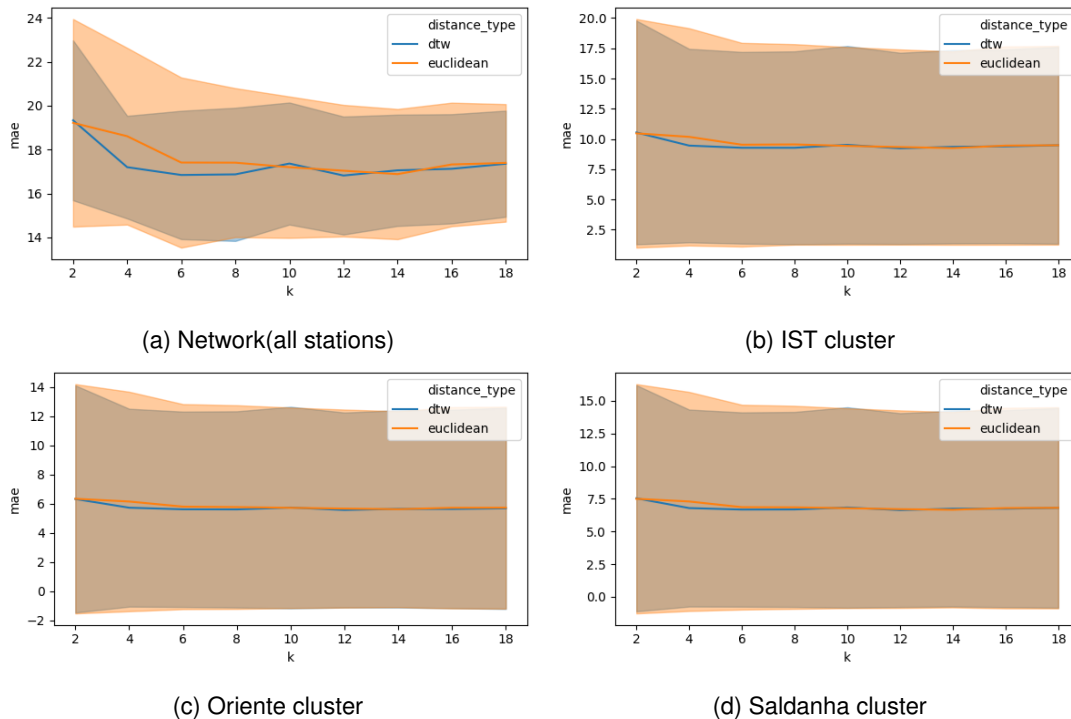 24
22
20
18
16
14
mae
distance_type
dtw
euclidean
2 4 6 8 10 12 14 16 18
k
(a) Network(all stations)
20.0
17.5
15.0
12.5
10.0
7.5
5.0
2.5
mae
distance_type
dtw
euclidean
2 4 6 8 10 12 14 16 18
k
(b) IST cluster
14
12
10
8
6
4
2
0
−2
mae
distance_type
dtw
euclidean
2 4 6 8 10 12 14 16 18
k
(c) Oriente cluster
15.0
12.5
10.0
7.5
5.0
2.5
0.0
mae
distance_type
dtw
euclidean
2 4 6 8 10 12 14 16 18
k
(d) Saldanha cluster